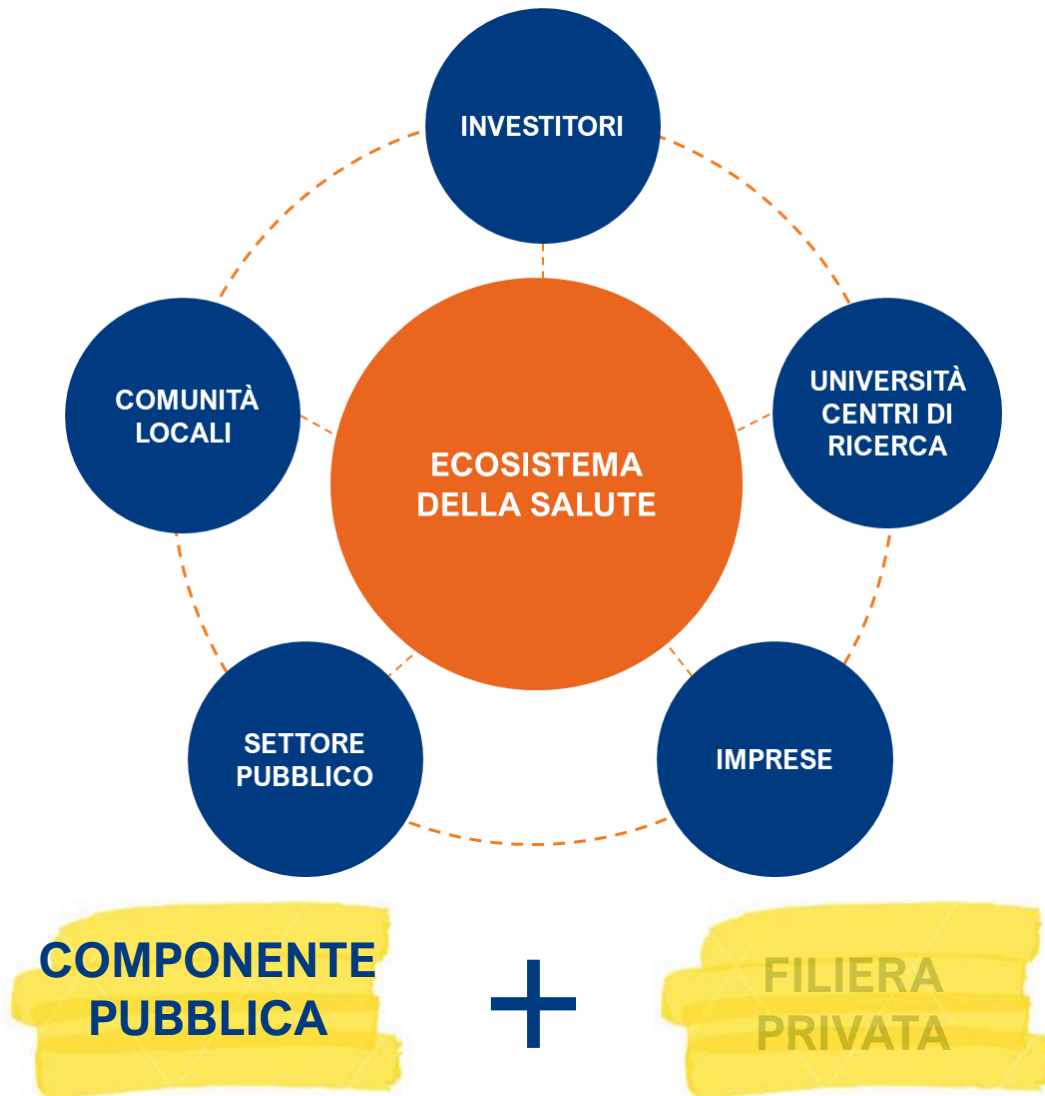 INVESTITORI
COMUNITÀ
LOCALI
UNIVERSITÀ
CENTRI DI
RICERCA
ECOSISTEMA
DELLA SALUTE
SETTORE
PUBBLICO
IMPRESE
COMPONENTE
PUBBLICA
+
FILIERA
PRIVATA